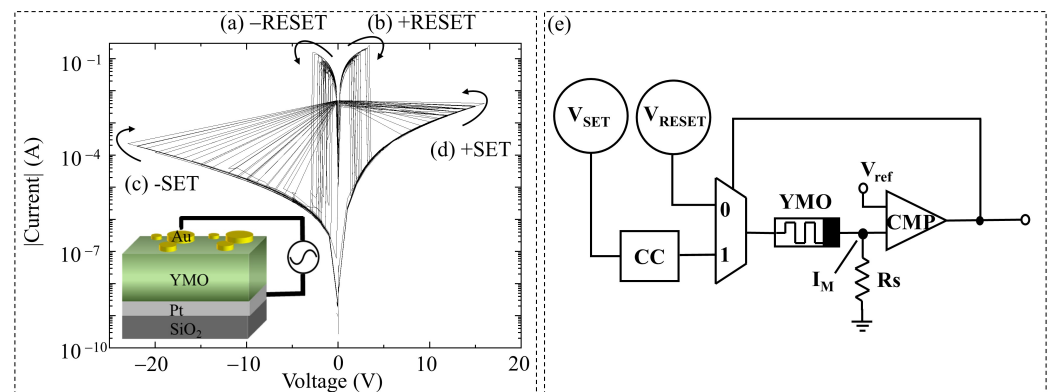 (a) −RESET (b) +RESET
10⁻¹
10⁻⁴
10⁻⁷
10⁻¹⁰
|Current| (A)
(c) -SET
(d) +SET
Au
YMO
Pt
SiO₂
−20 −10 0 10 20
Voltage (V)
(e)
V_SET
V_RESET
0
1
CC
YMO
V_ref
CMP
I_M
Rs